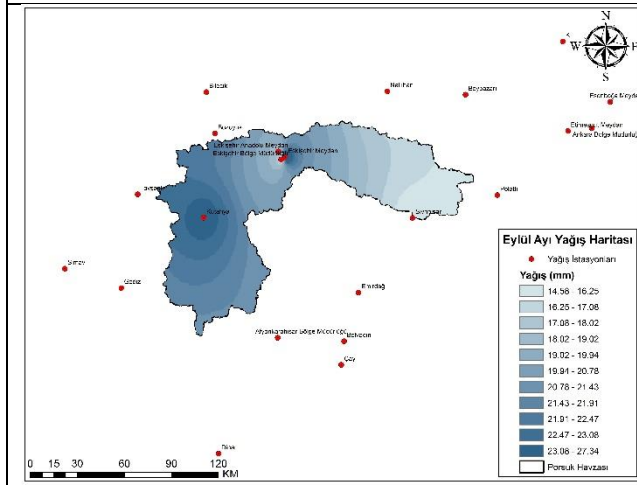 N
W
S
Bilecik
Nallıhan
Beypazarı
Bozüyük
Eskişehir Anadolu Meydan
Eskişehir Bölge Müdürlüğü
Eskişehir Meydan
Etimesgut Meydan
Ankara Bölge Müdürlüğü
Tavşanlı
Polatlı
Kütahya
Sivrihisar
Simav
Gediz
Emirdağ
Afyonkarahisar Bölge Müdürlüğü
Bolvadin
Çay
Eylül Ayı Yağış Haritası
Yağış İstasyonları
Yağış (mm)
14.56 - 16.25
16.25 - 17.08
17.08 - 18.02
18.02 - 19.02
19.02 - 19.94
19.94 - 20.78
20.78 - 21.43
21.43 - 21.91
21.91 - 22.47
22.47 - 23.08
23.08 - 27.34
Porsuk Havzası
0 15 30 60 90 120
KM